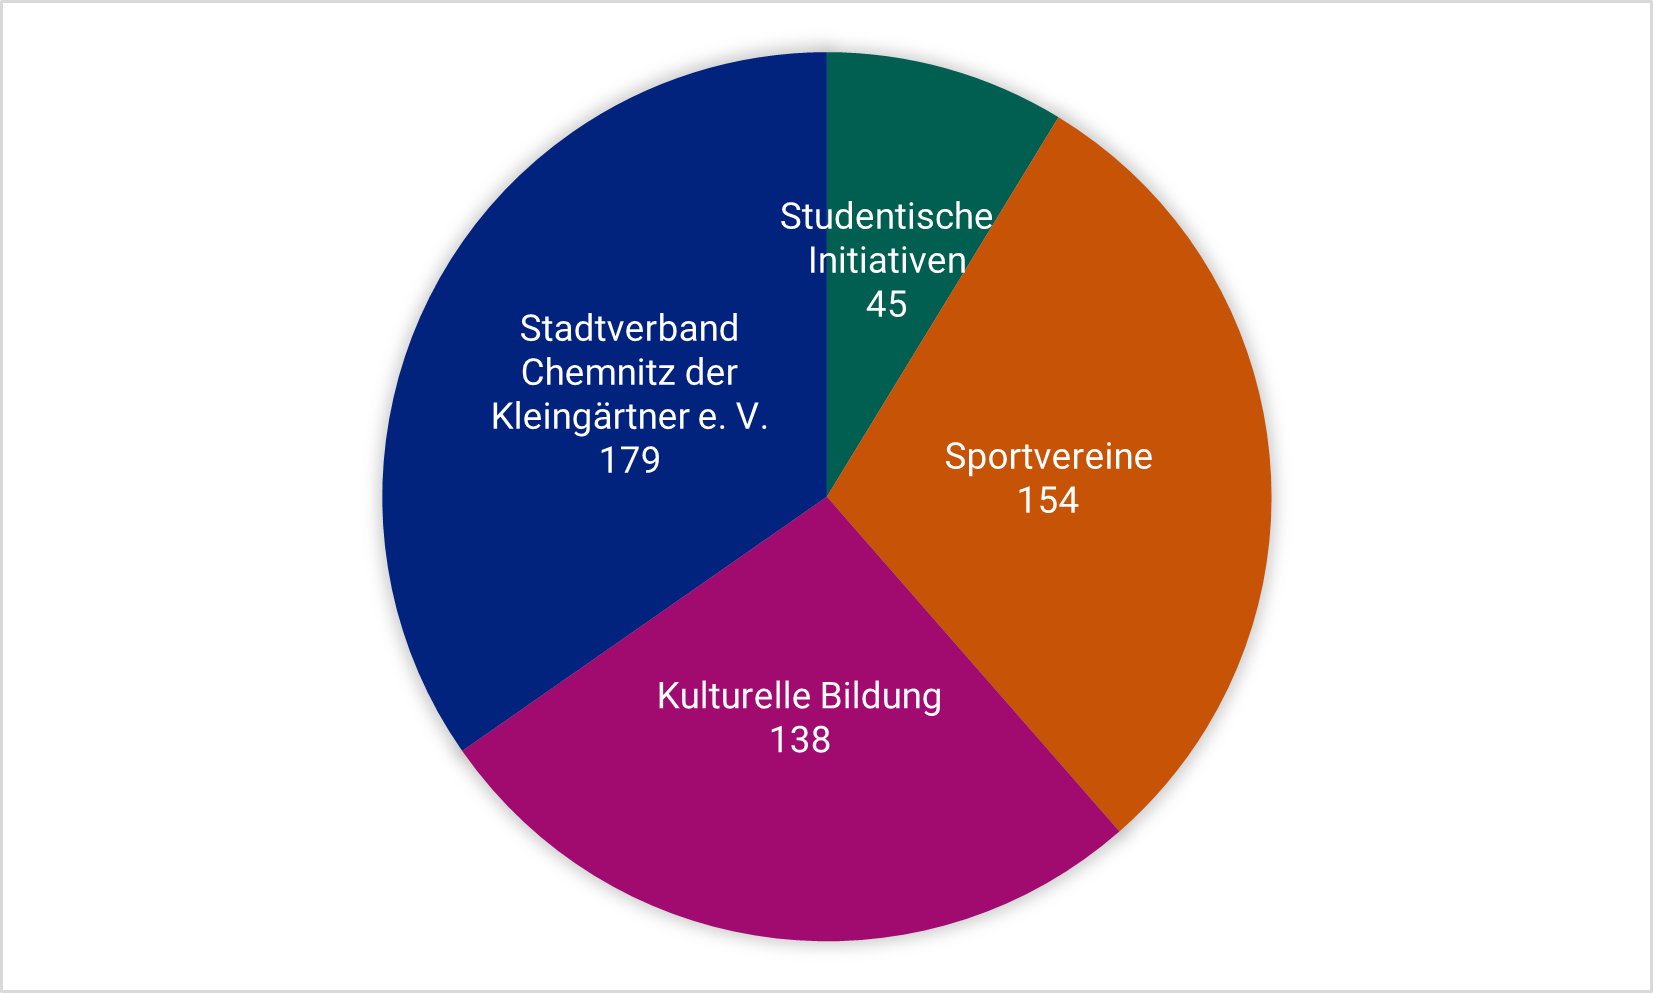 Studentische
Initiativen
45
Stadtverband
Chemnitz der
Kleingärtner e. V.
179
Sportvereine
154
Kulturelle Bildung
138